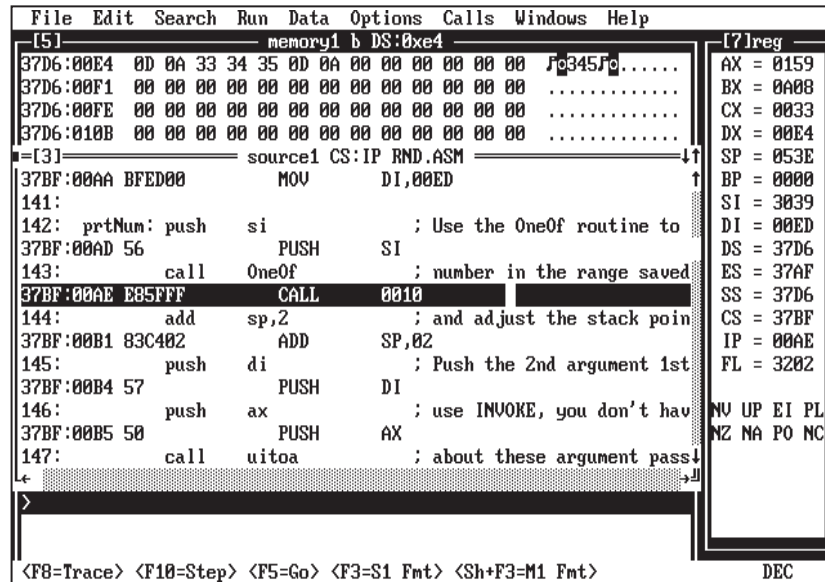 File Edit Search Run Data Options Calls Windows Help
[5] memory1 b DS:0xe4
37D6:00E4 0D 0A 33 34 35 0D 0A 00 00 00 00 00 00 ♪◙345♪◙......
37D6:00F1 00 00 00 00 00 00 00 00 00 00 00 00 00 .............
37D6:00FE 00 00 00 00 00 00 00 00 00 00 00 00 00 .............
37D6:010B 00 00 00 00 00 00 00 00 00 00 00 00 00 .............
[3] source1 CS:IP RND.ASM
37BF:00AA BFED00 MOV DI,00ED
141:
142: prtNum: push si ; Use the OneOf routine to
37BF:00AD 56 PUSH SI
143: call OneOf ; number in the range saved
37BF:00AE E85FFF CALL 0010
144: add sp,2 ; and adjust the stack poin
37BF:00B1 83C402 ADD SP,02
145: push di ; Push the 2nd argument 1st
37BF:00B4 57 PUSH DI
146: push ax ; use INVOKE, you don't hav
37BF:00B5 50 PUSH AX
147: call uitoa ; about these argument pass
>
[7]reg
AX = 0159
BX = 0A08
CX = 0033
DX = 00E4
SP = 053E
BP = 0000
SI = 3039
DI = 00ED
DS = 37D6
ES = 37AF
SS = 37D6
CS = 37BF
IP = 00AE
FL = 3202
NV UP EI PL
NZ NA PO NC
<F8=Trace> <F10=Step> <F5=Go> <F3=S1 Fmt> <Sh+F3=M1 Fmt> DEC